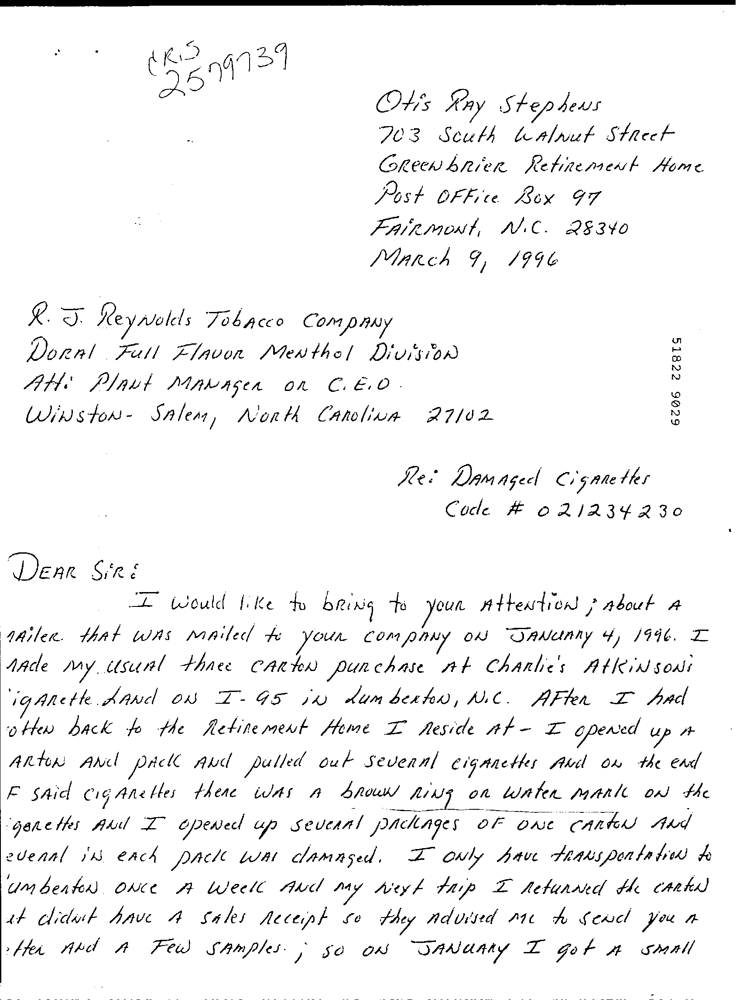 CRS
2579739
Otis Ray Stephens
703 South Walnut Street
Greenbrier Retirement Home
Post Office Box 97
Fairmont, N.C. 28340
March 9, 1996
R. J. Reynolds Tobacco Company
Doral Full Flavor Menthol Division
Att: Plant Manager or C.E.O.
Winston-Salem, North Carolina 27102
51822 9029
Re: Damaged Cigarettes
Code # 021234230
Dear Sir:
I would like to bring to your attention; about a
ailer that was mailed to your company on January 4, 1996. I
ade my usual three carton purchase at Charlie's Atkinsons
igarette Land on I-95 in Lumberton, N.C. After I had
otten back to the Retirement Home I reside at - I opened up a
arton and pack and pulled out several cigarettes and on the end
f said cigarettes there was a brown ring or water mark on the
garettes and I opened up several packages of one carton and
everal in each pack was damaged. I only have transportation to
umberton once a week and my next trip I returned the carton
ut didnt have a sales receipt so they advised me to send you a
tter and a few samples; so on January I got a small